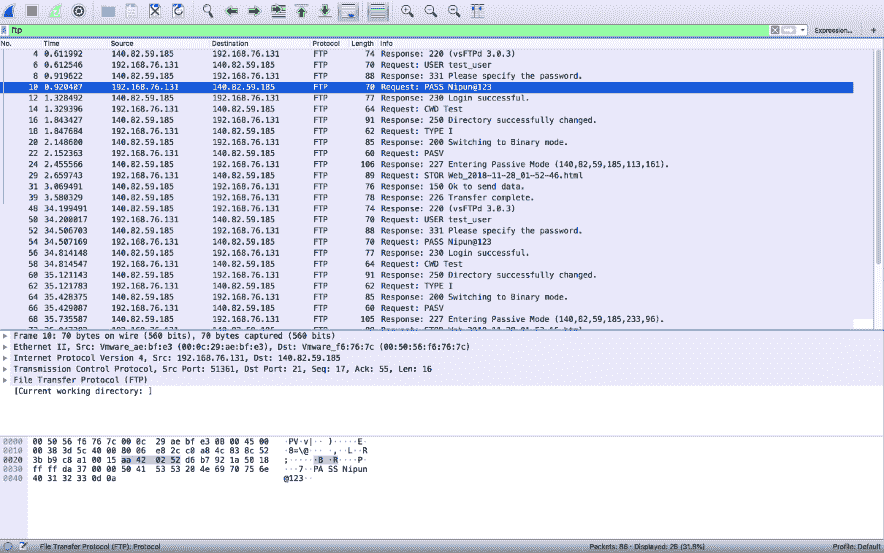 ftp
Expression...
+
No. Time Source Destination Protocol Length Info
4 0.611992 140.82.59.185 192.168.76.131 FTP 74 Response: 220 (vsFTPd 3.0.3)
6 0.612546 192.168.76.131 140.82.59.185 FTP 70 Request: USER test_user
8 0.919622 140.82.59.185 192.168.76.131 FTP 88 Response: 331 Please specify the password.
10 0.920407 192.168.76.131 140.82.59.185 FTP 70 Request: PASS Nipun@123
12 1.328492 140.82.59.185 192.168.76.131 FTP 77 Response: 230 Login successful.
14 1.329396 192.168.76.131 140.82.59.185 FTP 64 Request: CWD Test
16 1.843427 140.82.59.185 192.168.76.131 FTP 91 Response: 250 Directory successfully changed.
18 1.847684 192.168.76.131 140.82.59.185 FTP 62 Request: TYPE I
20 2.148600 140.82.59.185 192.168.76.131 FTP 85 Response: 200 Switching to Binary mode.
22 2.152363 192.168.76.131 140.82.59.185 FTP 60 Request: PASV
24 2.455566 140.82.59.185 192.168.76.131 FTP 106 Response: 227 Entering Passive Mode (140,82,59,185,113,161).
29 2.659743 192.168.76.131 140.82.59.185 FTP 89 Request: STOR Web_2018-11-28_01-52-46.html
31 3.069491 140.82.59.185 192.168.76.131 FTP 76 Response: 150 Ok to send data.
39 3.580329 140.82.59.185 192.168.76.131 FTP 78 Response: 226 Transfer complete.
48 34.199491 140.82.59.185 192.168.76.131 FTP 74 Response: 220 (vsFTPd 3.0.3)
50 34.200017 192.168.76.131 140.82.59.185 FTP 70 Request: USER test_user
52 34.506703 140.82.59.185 192.168.76.131 FTP 88 Response: 331 Please specify the password.
54 34.507169 192.168.76.131 140.82.59.185 FTP 70 Request: PASS Nipun@123
56 34.814148 140.82.59.185 192.168.76.131 FTP 77 Response: 230 Login successful.
58 34.814547 192.168.76.131 140.82.59.185 FTP 64 Request: CWD Test
60 35.121143 140.82.59.185 192.168.76.131 FTP 91 Response: 250 Directory successfully changed.
62 35.121783 192.168.76.131 140.82.59.185 FTP 62 Request: TYPE I
64 35.428375 140.82.59.185 192.168.76.131 FTP 85 Response: 200 Switching to Binary mode.
66 35.429087 192.168.76.131 140.82.59.185 FTP 60 Request: PASV
68 35.735587 140.82.59.185 192.168.76.131 FTP 105 Response: 227 Entering Passive Mode (140,82,59,185,233,96).
Frame 10: 70 bytes on wire (560 bits), 70 bytes captured (560 bits)
Ethernet II, Src: Vmware_ae:bf:e3 (00:0c:29:ae:bf:e3), Dst: Vmware_f6:76:7c (00:50:56:f6:76:7c)
Internet Protocol Version 4, Src: 192.168.76.131, Dst: 140.82.59.185
Transmission Control Protocol, Src Port: 51361, Dst Port: 21, Seq: 17, Ack: 55, Len: 16
File Transfer Protocol (FTP)
[Current working directory: ]
0000 00 50 56 f6 76 7c 00 0c 29 ae bf e3 08 00 45 00 ·PV·v|·· )·····E·
0010 00 38 3d 5c 40 00 80 06 e8 2c c0 a8 4c 83 8c 52 ·8=\@··· ·,··L··R
0020 3b b9 c8 a1 00 15 aa 42 02 52 d6 b7 92 1a 50 18 ;······B ·R····P·
0030 ff ff da 37 00 00 50 41 53 53 20 4e 69 70 75 6e ···7··PA SS Nipun
0040 40 31 32 33 0d 0a @123··
File Transfer Protocol (FTP): Protocol
Packets: 86 · Displayed: 28 (31.8%)
Profile: Default